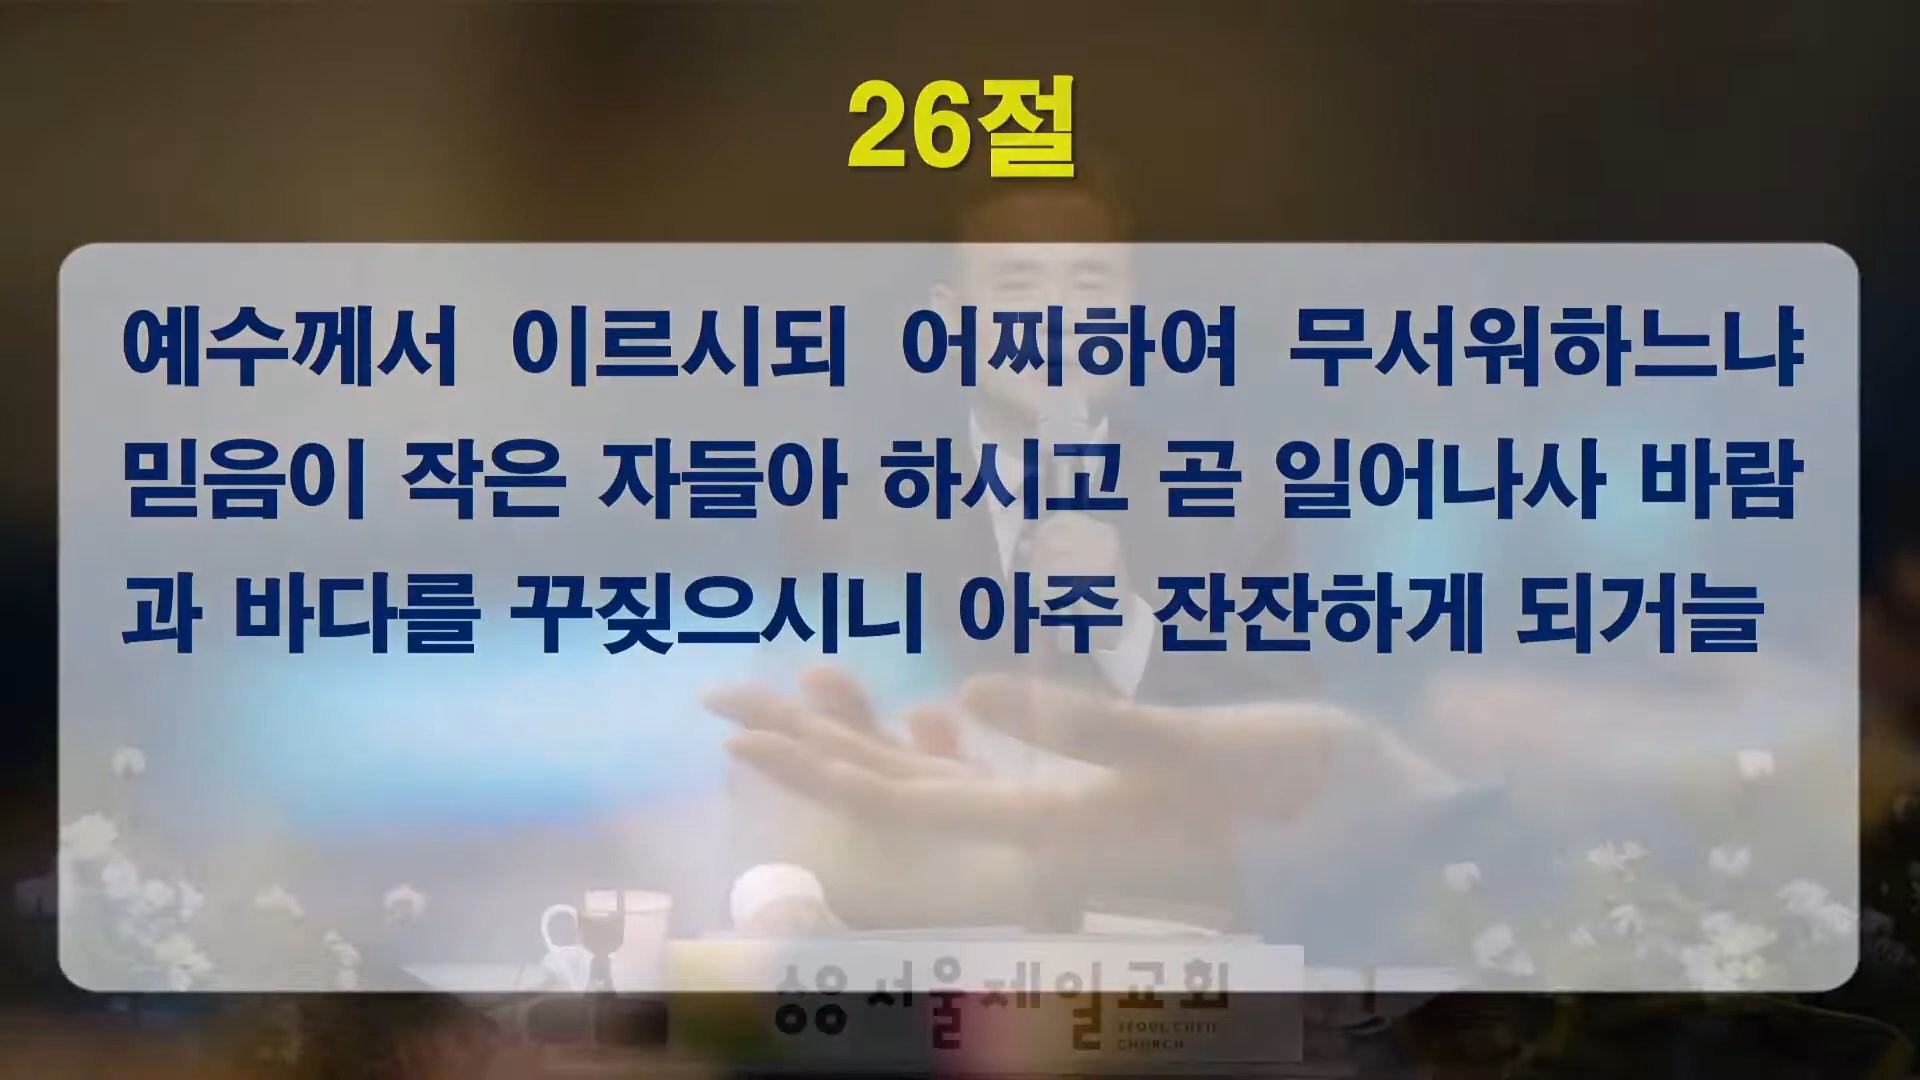 26절
예수께서 이르시되 어찌하여 무서워하느냐
믿음이 작은 자들아 하시고 곧 일어나사 바람
과 바다를 꾸짖으시니 아주 잔잔하게 되거늘
서울제일교회
SEOUL CHEIL
CHURCH